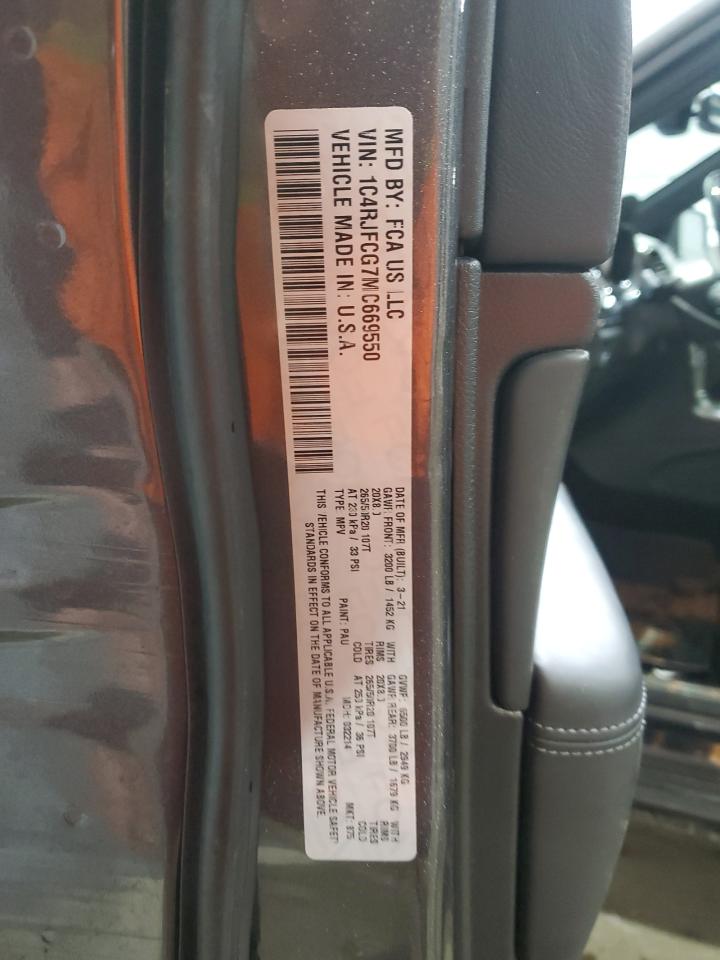 MFD BY: FCA US LLC
VIN: 1C4RJFCG7MC669550
VEHICLE MADE IN: U.S.A.
DATE OF MFR (BUILT): 3-21 GVWR: 6500 LB / 2949 KG
GAWR FRONT: 3200 LB / 1452 KG WITH GAWR REAR: 3700 LB / 1679 KG WITH
20X8.0 RIMS 20X8.0 RIMS
265/50R20 107T TIRES 265/50R20 107T TIRES
AT 230 kPa / 33 PSI COLD AT 250 kPa / 36 PSI COLD
TYPE MPV PAINT: PAU MDH: MKT:
THIS VEHICLE CONFORMS TO ALL APPLICABLE U.S.A. FEDERAL MOTOR VEHICLE SAFETY
STANDARDS IN EFFECT ON THE DATE OF MANUFACTURE SHOWN ABOVE.